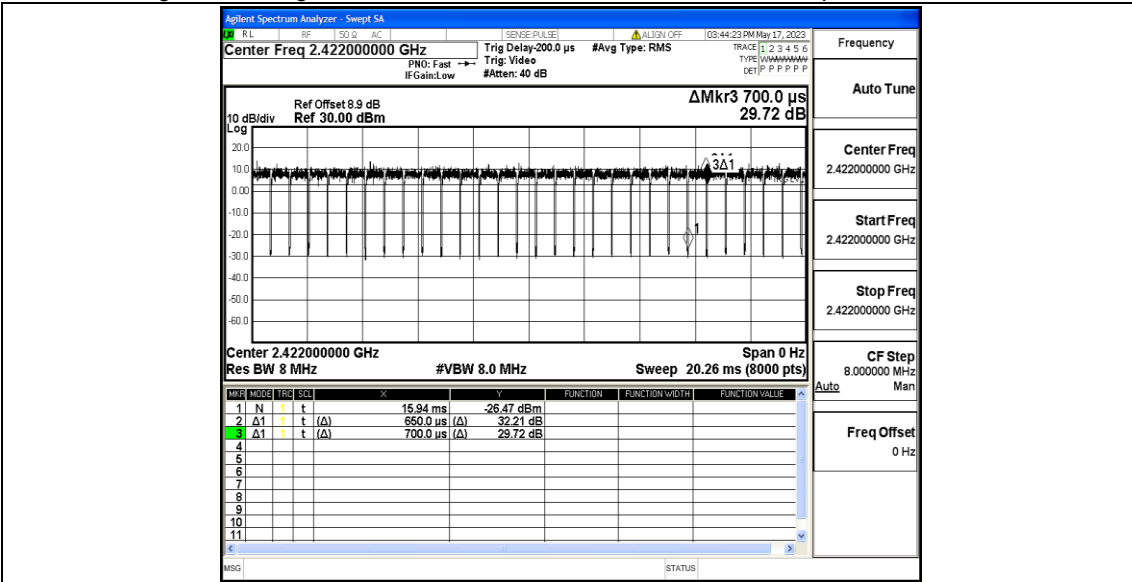 Agilent Spectrum Analyzer - Swept SA
RL RF 50 Ω AC SENSE:PULSE ALIGN OFF 03:44:23 PM May 17, 2023
Center Freq 2.422000000 GHz
PNO: Fast
IFGain:Low
Trig Delay-200.0 µs
Trig: Video
#Atten: 40 dB
#Avg Type: RMS
TRACE 1 2 3 4 5 6
TYPE
DET P P P P P P
ΔMkr3 700.0 µs
29.72 dB
Ref Offset 8.9 dB
10 dB/div Ref 30.00 dBm
Log
20.0
10.0
0.00
-10.0
-20.0
-30.0
-40.0
-50.0
-60.0
3Δ1
1
Center 2.422000000 GHz Span 0 Hz
Res BW 8 MHz #VBW 8.0 MHz Sweep 20.26 ms (8000 pts)
MKR MODE TRC SCL X Y FUNCTION FUNCTION WIDTH FUNCTION VALUE
1 N t 15.94 ms -26.47 dBm
2 Δ1 t (Δ) 650.0 µs (Δ) 32.21 dB
3 Δ1 t (Δ) 700.0 µs (Δ) 29.72 dB
4
5
6
7
8
9
10
11
MSG STATUS
Frequency
Auto Tune
Center Freq
2.422000000 GHz
Start Freq
2.422000000 GHz
Stop Freq
2.422000000 GHz
CF Step
8.000000 MHz
Auto Man
Freq Offset
0 Hz